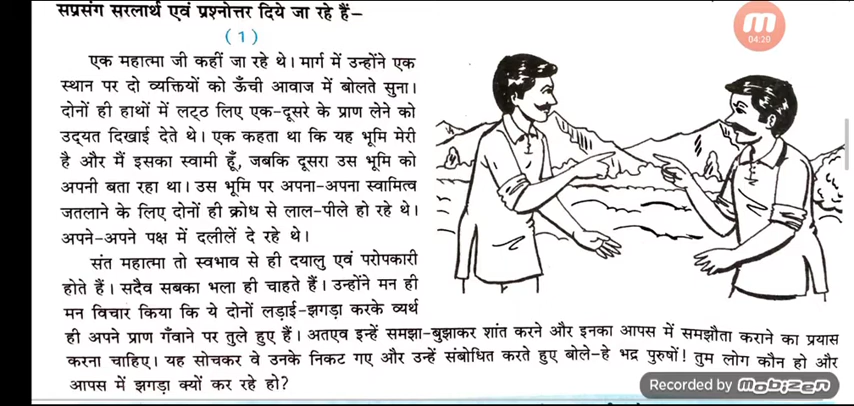 सप्रसंग सरलार्थ एवं प्रश्नोत्तर दिये जा रहे हैं–
(1)
04:20
एक महात्मा जी कहीं जा रहे थे। मार्ग में उन्होंने एक
स्थान पर दो व्यक्तियों को ऊँची आवाज में बोलते सुना।
दोनों ही हाथों में लट्ठ लिए एक-दूसरे के प्राण लेने को
उद्यत दिखाई देते थे। एक कहता था कि यह भूमि मेरी
है और मैं इसका स्वामी हूँ, जबकि दूसरा उस भूमि को
अपनी बता रहा था। उस भूमि पर अपना-अपना स्वामित्व
जतलाने के लिए दोनों ही क्रोध से लाल-पीले हो रहे थे।
अपने-अपने पक्ष में दलीलें दे रहे थे।
संत महात्मा तो स्वभाव से ही दयालु एवं परोपकारी
होते हैं। सदैव सबका भला ही चाहते हैं। उन्होंने मन ही
मन विचार किया कि ये दोनों लड़ाई-झगड़ा करके व्यर्थ
ही अपने प्राण गँवाने पर तुले हुए हैं। अतएव इन्हें समझा-बुझाकर शांत करने और इनका आपस में समझौता कराने का प्रयास
करना चाहिए। यह सोचकर वे उनके निकट गए और उन्हें संबोधित करते हुए बोले-हे भद्र पुरुषों! तुम लोग कौन हो और
आपस में झगड़ा क्यों कर रहे हो?
Recorded by Mobizen